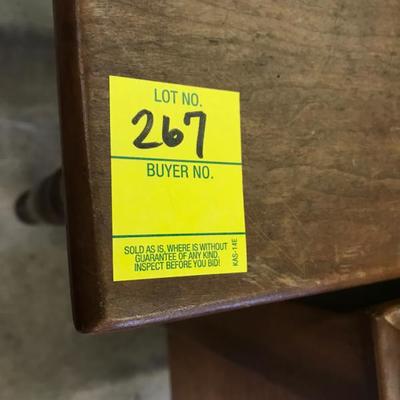 LOT NO.
267
BUYER NO.
SOLD AS IS, WHERE IS WITHOUT
GUARANTEE OF ANY KIND.
INSPECT BEFORE YOU BID!
KAS-14E